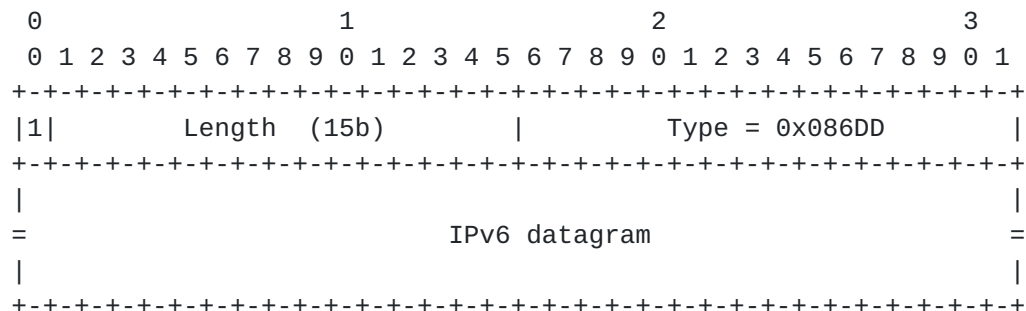 0                   1                   2                   3
 0 1 2 3 4 5 6 7 8 9 0 1 2 3 4 5 6 7 8 9 0 1 2 3 4 5 6 7 8 9 0 1
+-+-+-+-+-+-+-+-+-+-+-+-+-+-+-+-+-+-+-+-+-+-+-+-+-+-+-+-+-+-+-+-+
|1|        Length  (15b)        |         Type = 0x086DD        |
+-+-+-+-+-+-+-+-+-+-+-+-+-+-+-+-+-+-+-+-+-+-+-+-+-+-+-+-+-+-+-+-+
|                                                               |
=                           IPv6 datagram                       =
|                                                               |
+-+-+-+-+-+-+-+-+-+-+-+-+-+-+-+-+-+-+-+-+-+-+-+-+-+-+-+-+-+-+-+-+